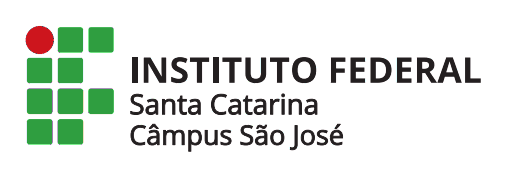 INSTITUTO FEDERAL
Santa Catarina
Câmpus São José